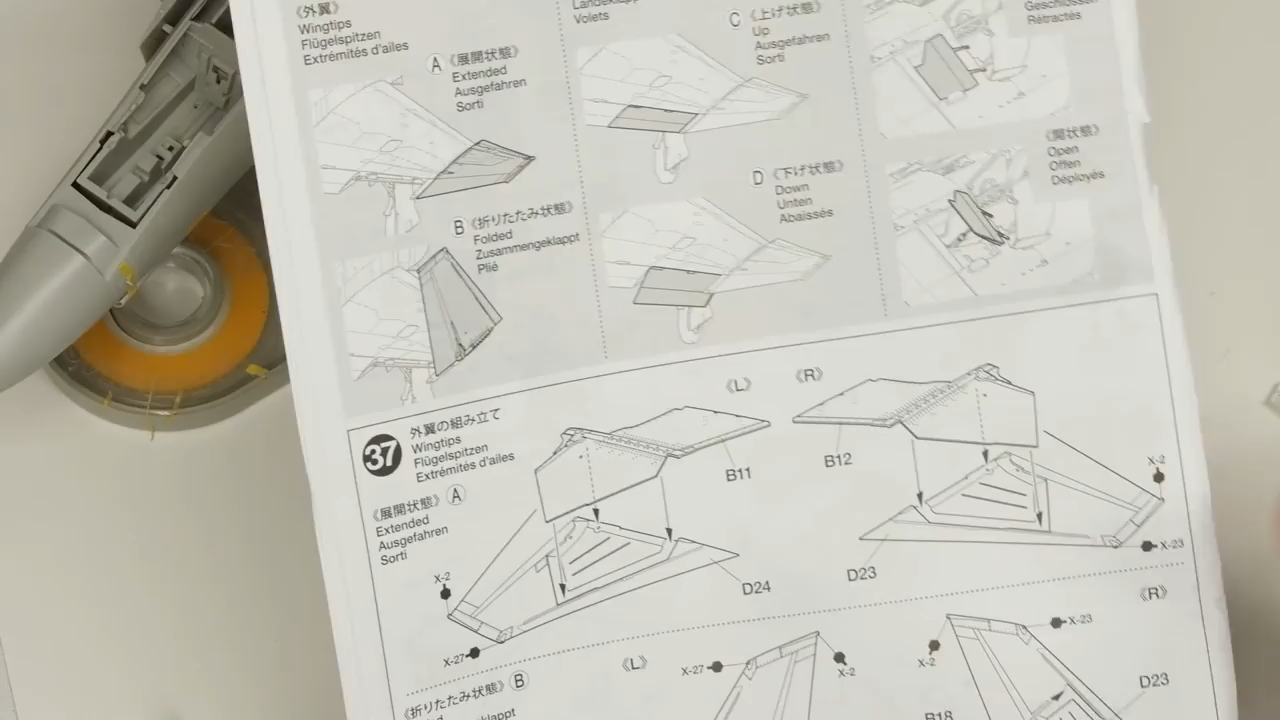 《外翼》
Wingtips
Flügelspitzen
Extrémités d'ailes
A 《展開状態》
Extended
Ausgefahren
Sorti
B 《折りたたみ状態》
Folded
Zusammengeklappt
Plié
Volets
C 《上げ状態》
Up
Ausgefahren
Sorti
D 《下げ状態》
Down
Unten
Abaissés
Rétractés
《開状態》
Open
Offen
Déployés
37 外翼の組み立て
Wingtips
Flügelspitzen
Extrémités d'ailes
《展開状態》 A
Extended
Ausgefahren
Sorti
《L》
《R》
B11
B12
X-2
X-23
D23
D24
X-2
X-27
《折りたたみ状態》 B
《L》
《R》
X-27
X-2
X-2
X-23
D23
B18